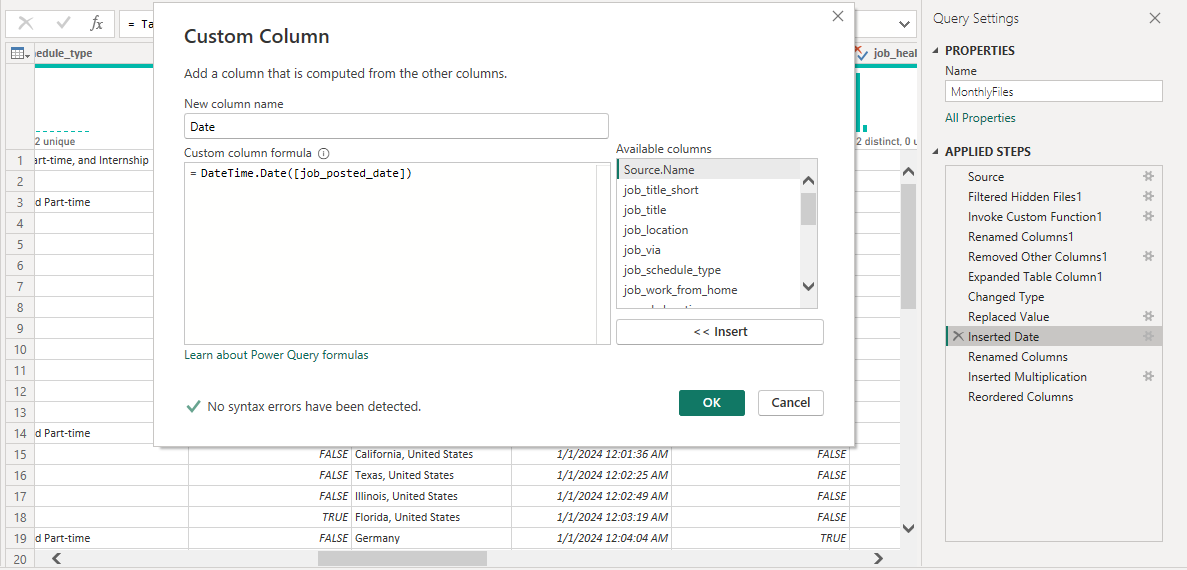 fx
= Ta
Custom Column
Add a column that is computed from the other columns.
New column name
Date
Custom column formula
= DateTime.Date([job_posted_date])
Available columns
Source.Name
job_title_short
job_title
job_location
job_via
job_schedule_type
job_work_from_home
<< Insert
Learn about Power Query formulas
No syntax errors have been detected.
OK
Cancel
hedule_type
job_heal
2 unique
2 distinct, 0 u
1 art-time, and Internship
2
3 d Part-time
4
5
6
7
8
9
10
11
12
13
14 d Part-time
15 FALSE California, United States 1/1/2024 12:01:36 AM FALSE
16 FALSE Texas, United States 1/1/2024 12:02:25 AM FALSE
17 FALSE Illinois, United States 1/1/2024 12:02:49 AM FALSE
18 TRUE Florida, United States 1/1/2024 12:03:19 AM FALSE
19 d Part-time FALSE Germany 1/1/2024 12:04:04 AM TRUE
20
Query Settings
PROPERTIES
Name
MonthlyFiles
All Properties
APPLIED STEPS
Source
Filtered Hidden Files1
Invoke Custom Function1
Renamed Columns1
Removed Other Columns1
Expanded Table Column1
Changed Type
Replaced Value
Inserted Date
Renamed Columns
Inserted Multiplication
Reordered Columns